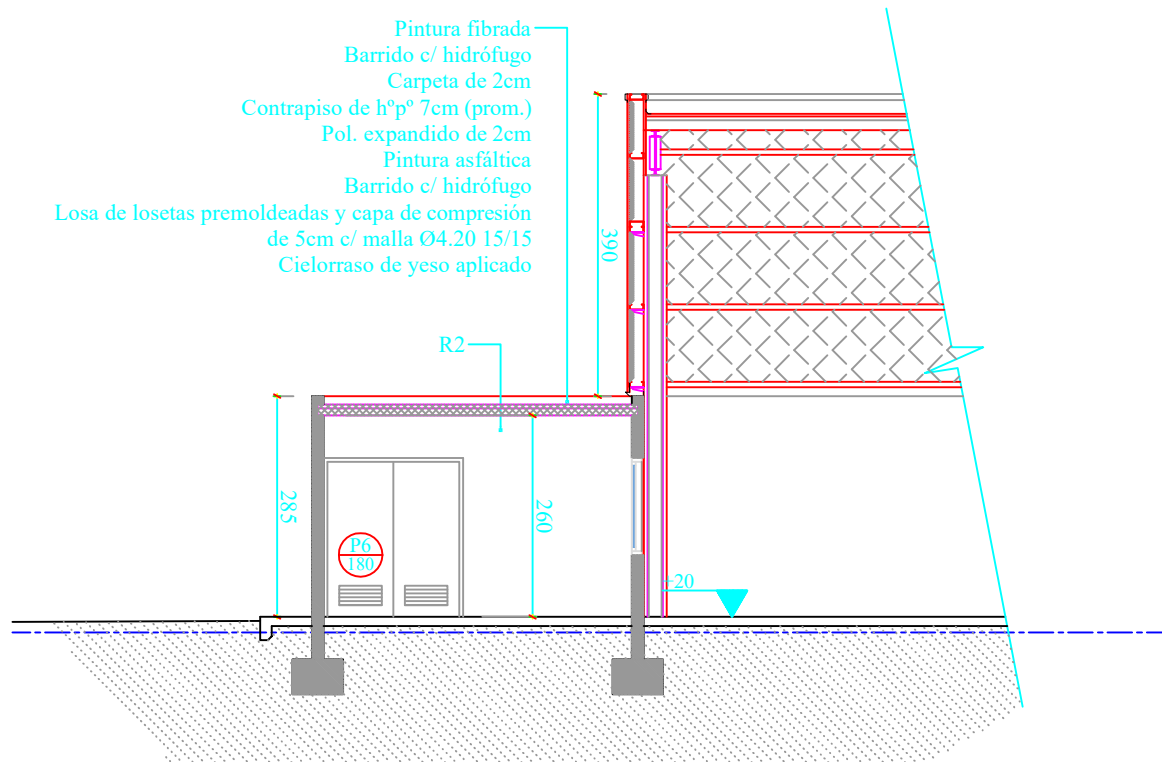 Pintura fibrada
Barrido c/ hidrófugo
Carpeta de 2cm
Contrapiso de hºpº 7cm (prom.)
Pol. expandido de 2cm
Pintura asfáltica
Barrido c/ hidrófugo
Losa de losetas premoldeadas y capa de compresión
de 5cm c/ malla Ø4.20 15/15
Cielorraso de yeso aplicado
390
R2
285
260
P6
180
+20